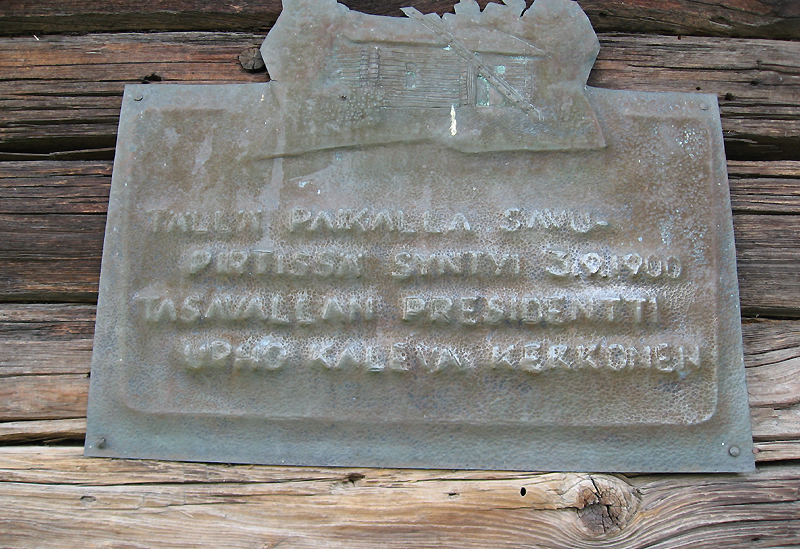 TÄLLÄ PAIKALLA SAVU-
PIRTISSÄ SYNTYI 3.9.1900
TASAVALLAN PRESIDENTTI
URHO KALEVA KEKKONEN